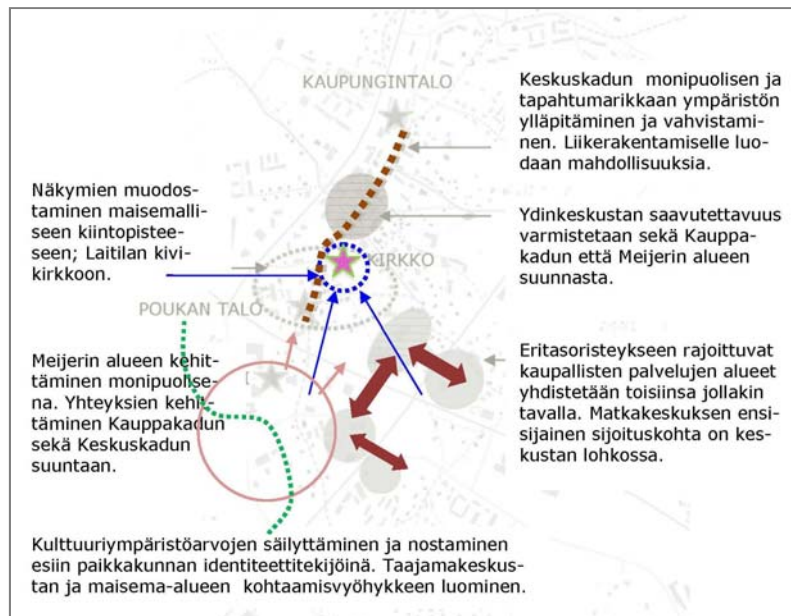 KAUPUNGINTALO
Keskuskadun monipuolisen ja
tapahtumarikkaan ympäristön
ylläpitäminen ja vahvistami-
nen. Liikerakentamiselle luo-
daan mahdollisuuksia.
Näkymien muodos-
taminen maisemalli-
seen kiintopistee-
seen; Laitilan kivi-
kirkkoon.
Ydinkeskustan saavutettavuus
varmistetaan sekä Kauppa-
kadun että Meijerin alueen
suunnasta.
KIRKKO
POUKAN TALO
Meijerin alueen kehit-
täminen monipuolise-
na. Yhteyksien kehit-
täminen Kauppakadun
sekä Keskuskadun
suuntaan.
Eritasoristeykseen rajoittuvat
kaupallisten palvelujen alueet
yhdistetään toisiinsa jollakin
tavalla. Matkakeskuksen ensi-
sijainen sijoituskohta on kes-
kustan lohkossa.
Kulttuuriympäristöarvojen säilyttäminen ja nostaminen
esiin paikkakunnan identiteettitekijöinä. Taajamakeskus-
tan ja maisema-alueen kohtaamisvyöhykkeen luominen.